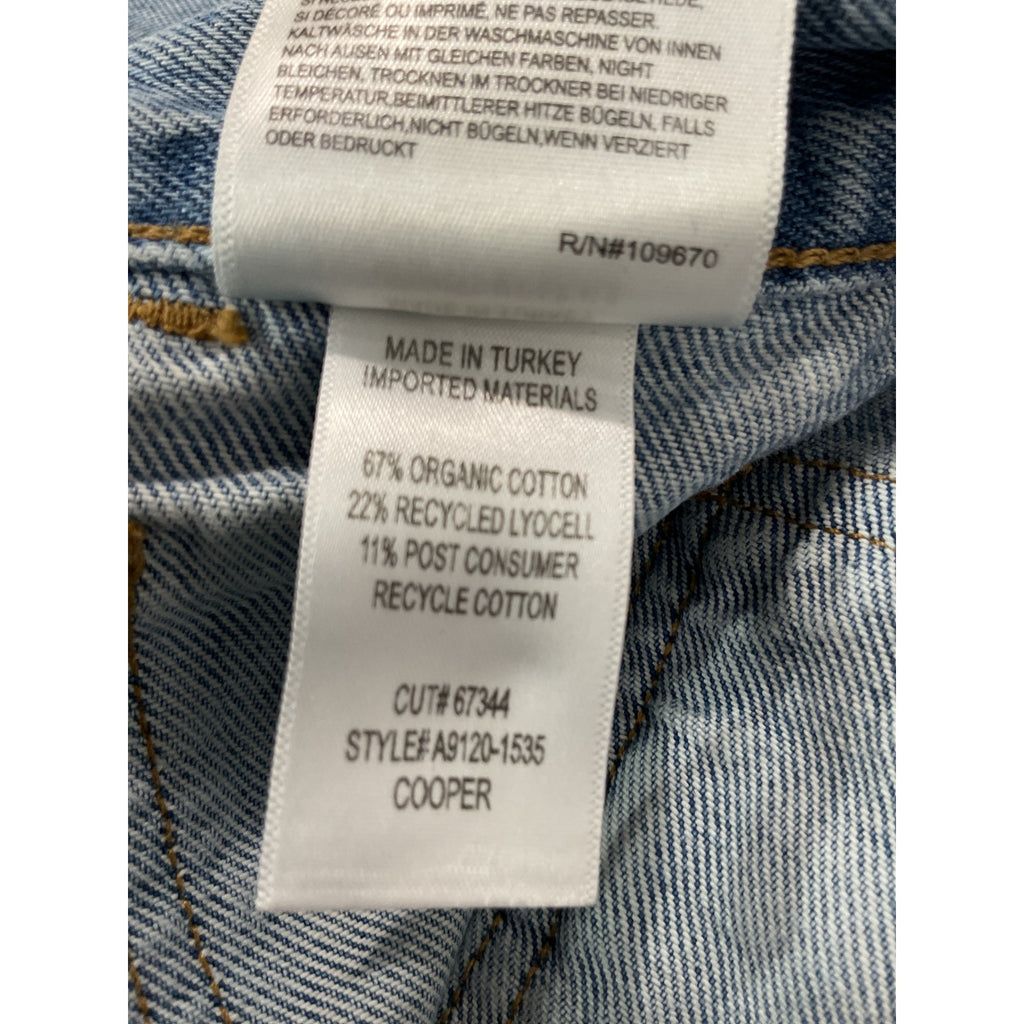 SI DÉCORÉ OU IMPRIMÉ, NE PAS REPASSER.
KALTWÄSCHE IN DER WASCHMASCHINE VON INNEN
NACH AUßEN MIT GLEICHEN FARBEN, NIGHT
BLEICHEN, TROCKNEN IM TROCKNER BEI NIEDRIGER
TEMPERATUR,BEIMITTLERER HITZE BÜGELN, FALLS
ERFORDERLICH,NICHT BÜGELN,WENN VERZIERT
ODER BEDRUCKT
R/N#109670
MADE IN TURKEY
IMPORTED MATERIALS
67% ORGANIC COTTON
22% RECYCLED LYOCELL
11% POST CONSUMER
RECYCLE COTTON
CUT# 67344
STYLE# A9120-1535
COOPER